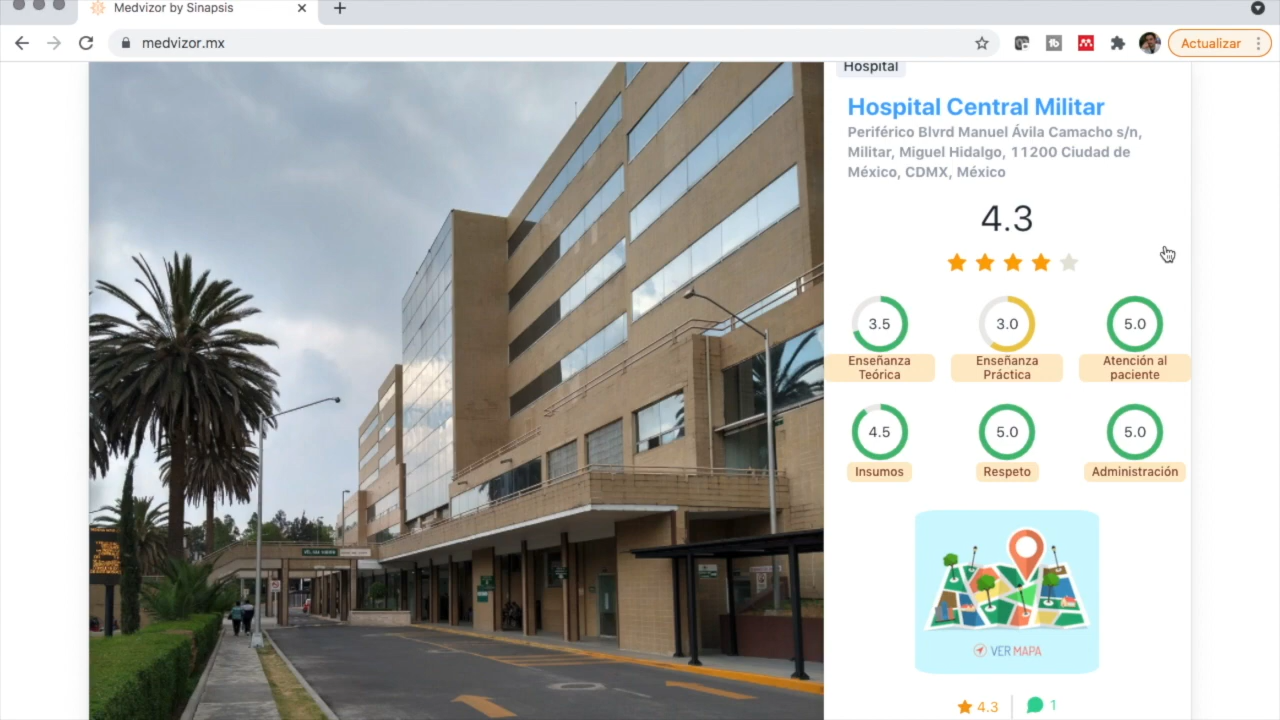 Medvizor by Sinapsis
medvizor.mx
Actualizar
Hospital
Hospital Central Militar
Periférico Blvrd Manuel Ávila Camacho s/n,
Militar, Miguel Hidalgo, 11200 Ciudad de
México, CDMX, México
4.3
3.5
3.0
5.0
Enseñanza
Teórica
Enseñanza
Práctica
Atención al
paciente
4.5
5.0
5.0
Insumos
Respeto
Administración
VER MAPA
4.3
1